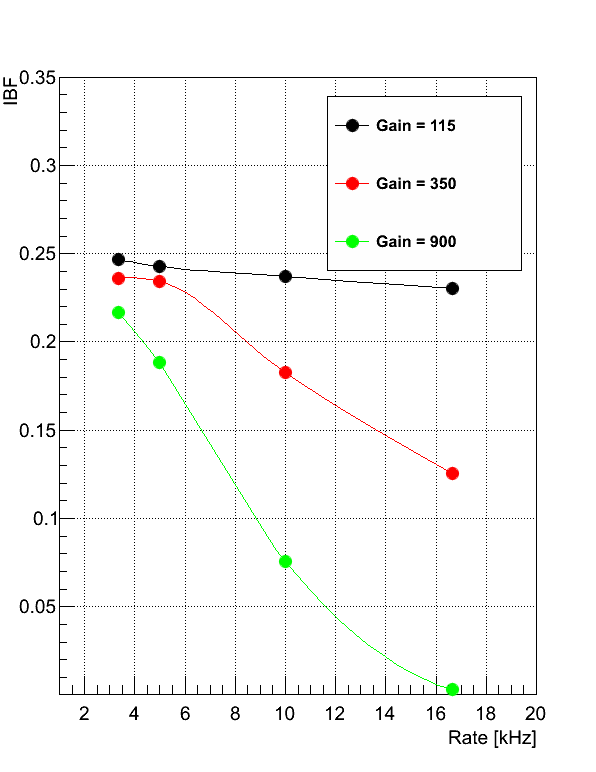 IBF
0.35
0.3
0.25
0.2
0.15
0.1
0.05
Gain = 115
Gain = 350
Gain = 900
2 4 6 8 10 12 14 16 18 20
Rate [kHz]